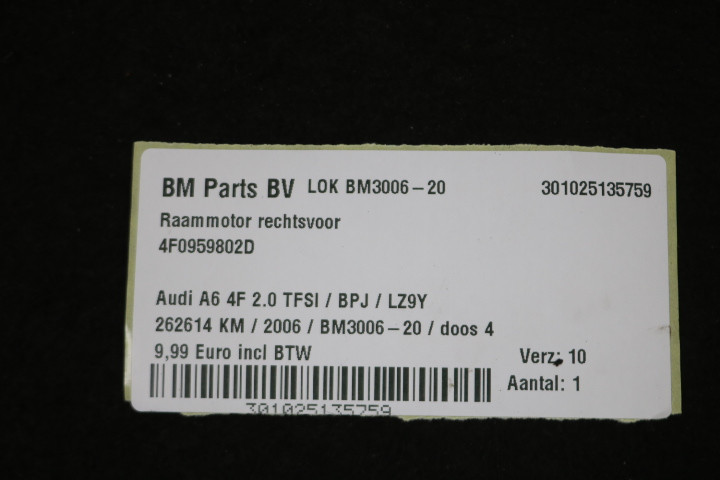 BM Parts BV LOK BM3006-20 301025135759
Raammotor rechtsvoor
4F0959802D
Audi A6 4F 2.0 TFSI / BPJ / LZ9Y
262614 KM / 2006 / BM3006-20 / doos 4
9,99 Euro incl BTW Verz: 10
Aantal: 1
301025135759